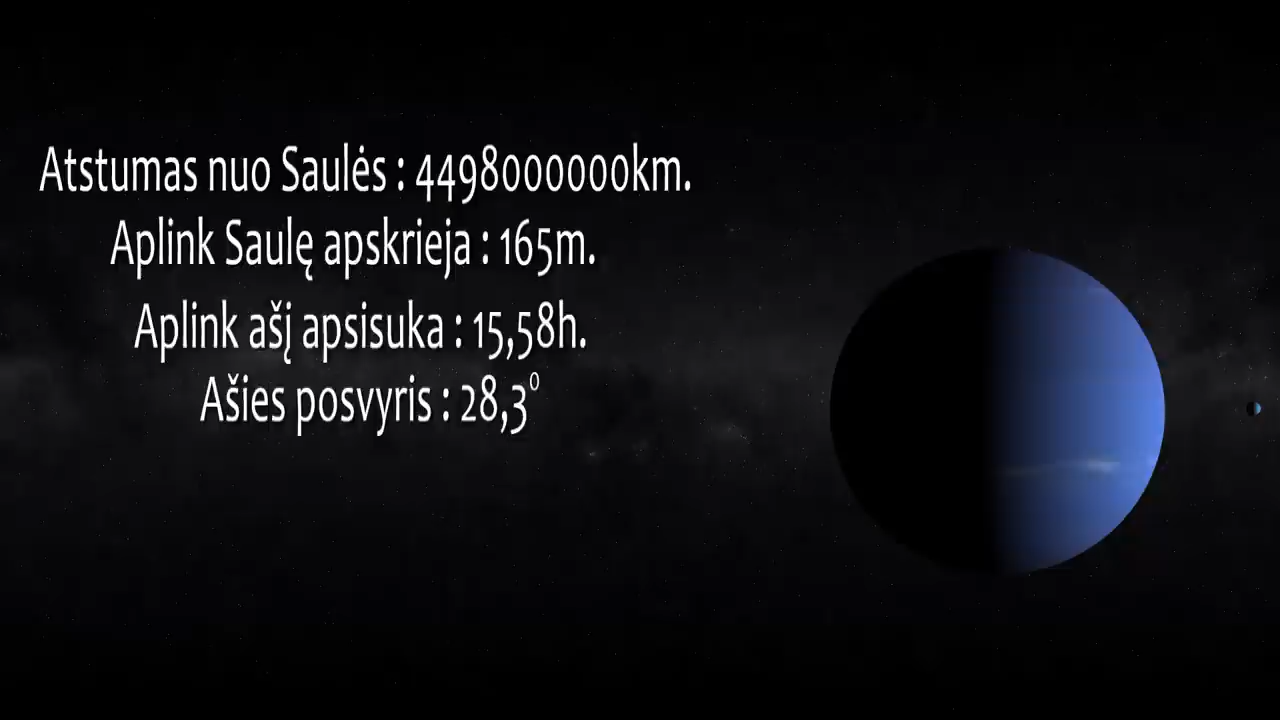 Atstumas nuo Saulės : 4498000000km.
Aplink Saulę apskrieja : 165m.
Aplink ašį apsisuka : 15,58h.
Ašies posvyris : 28,3°